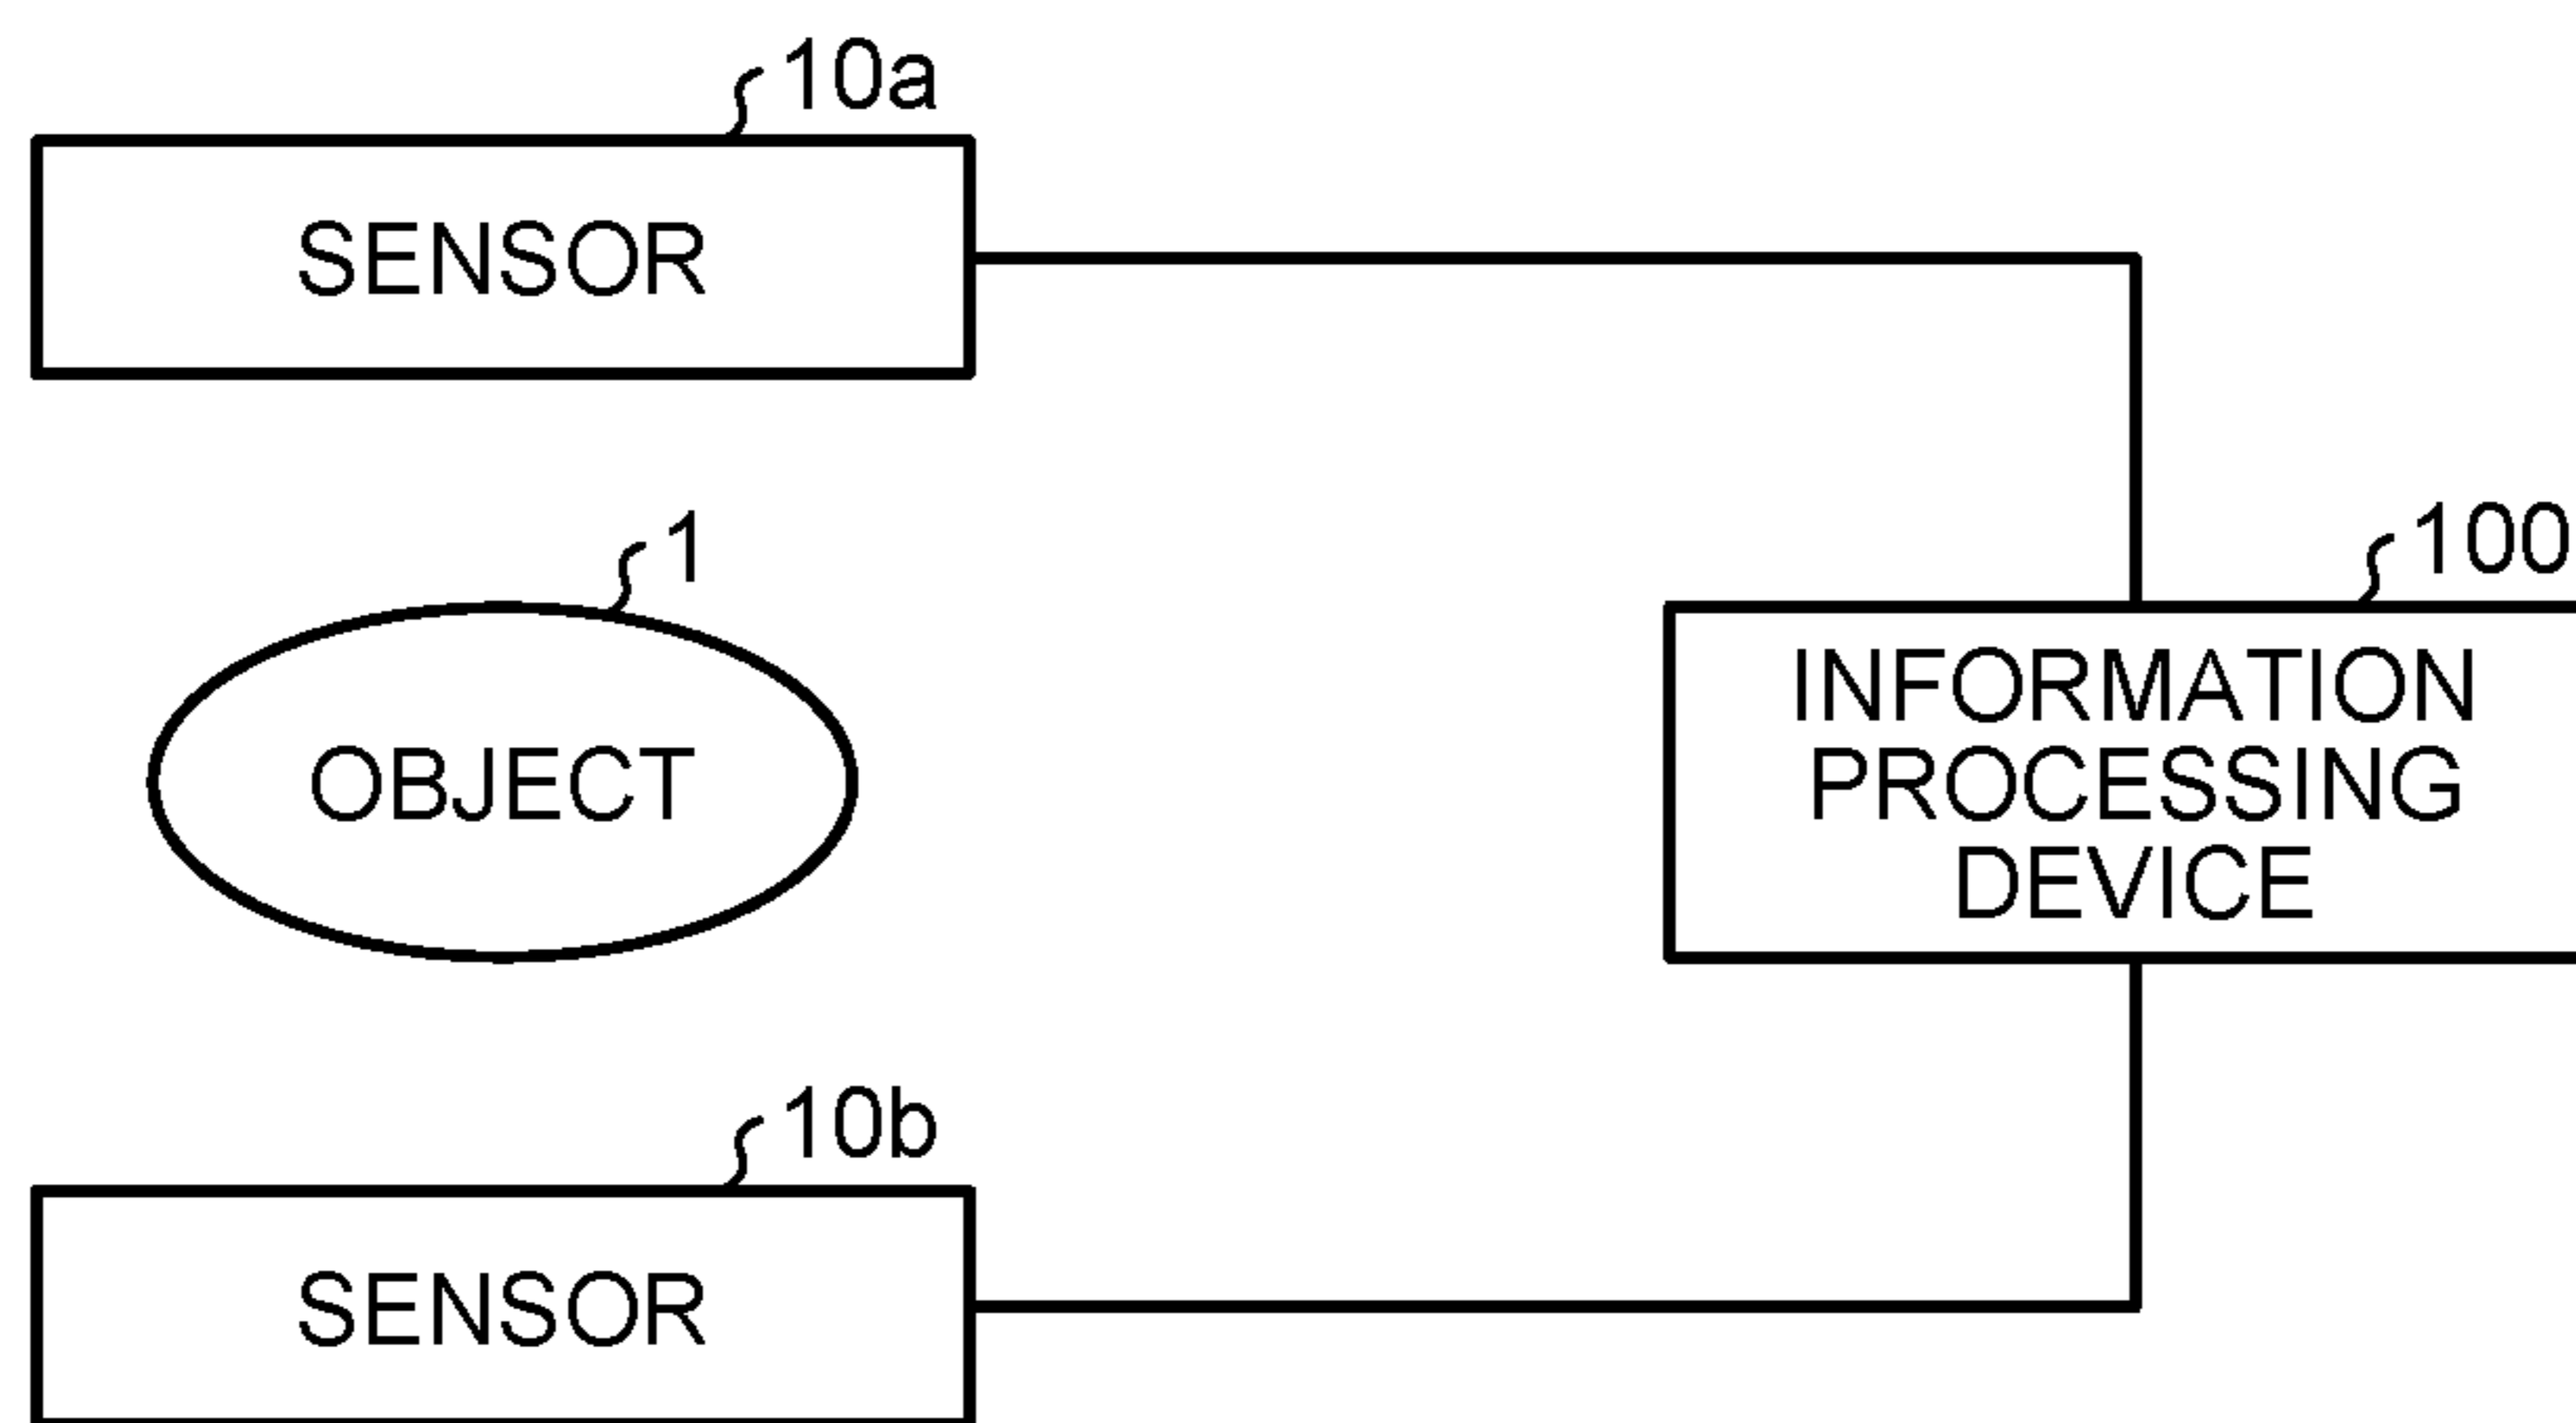 10a
SENSOR
1
OBJECT
100
INFORMATION
PROCESSING
DEVICE
10b
SENSOR